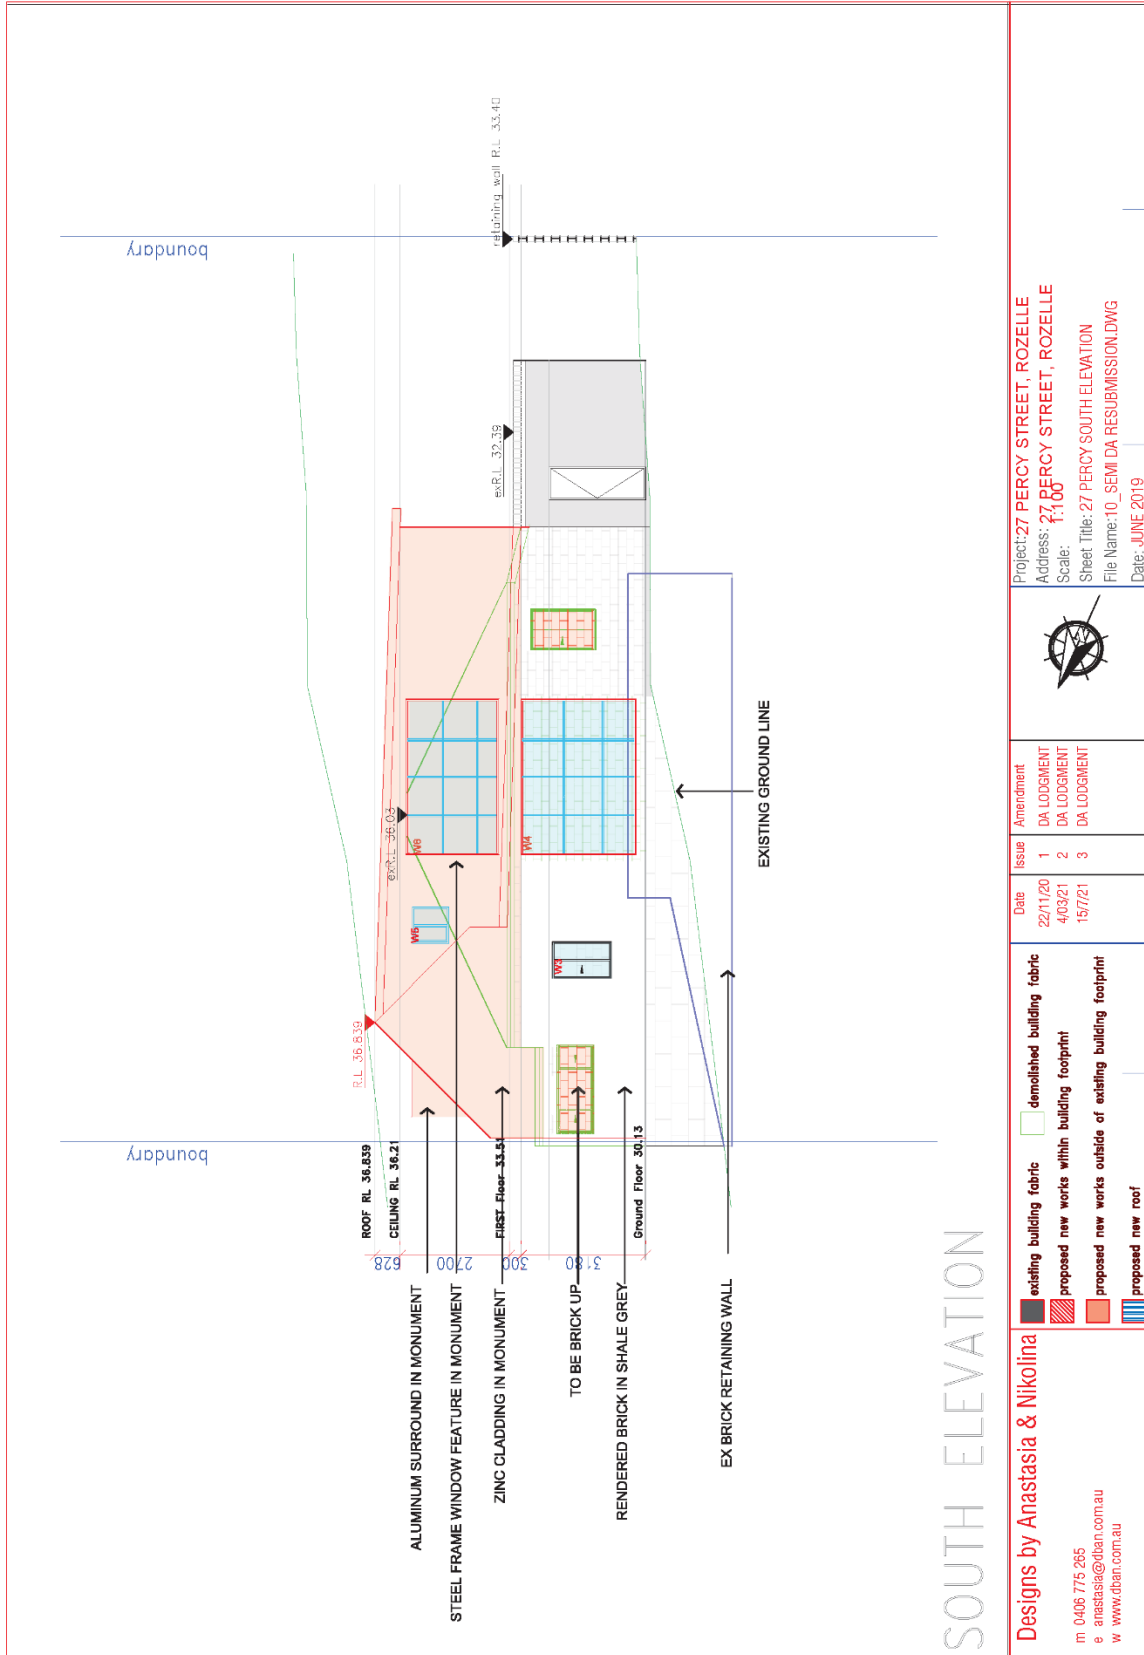 boundary
boundary
retaining wall R.L 33.40
exR.L 32.39
exR.L 36.03
R.L 36.839
ROOF RL 36.839
CEILING RL 36.21
FIRST Floor 33.51
Ground Floor 30.13
628
2700
300
3180
W6
W5
W4
W3
ALUMINUM SURROUND IN MONUMENT
STEEL FRAME WINDOW FEATURE IN MONUMENT
ZINC CLADDING IN MONUMENT
TO BE BRICK UP
RENDERED BRICK IN SHALE GREY
EX BRICK RETAINING WALL
EXISTING GROUND LINE
SOUTH ELEVATION
Designs by Anastasia & Nikolina
m 0406 775 265
e anastasia@dban.com.au
w www.dban.com.au
existing building fabric
demolished building fabric
proposed new works within building footprint
proposed new works outside of existing building footprint
proposed new roof
Date Issue Amendment
22/11/20 1 DA LODGMENT
4/03/21 2 DA LODGMENT
15/7/21 3 DA LODGMENT
Project: 27 PERCY STREET, ROZELLE
Address: 27 PERCY STREET, ROZELLE
Scale: 1:100
Sheet Title: 27 PERCY SOUTH ELEVATION
File Name: 10_SEMI DA RESUBMISSION.DWG
Date: JUNE 2019